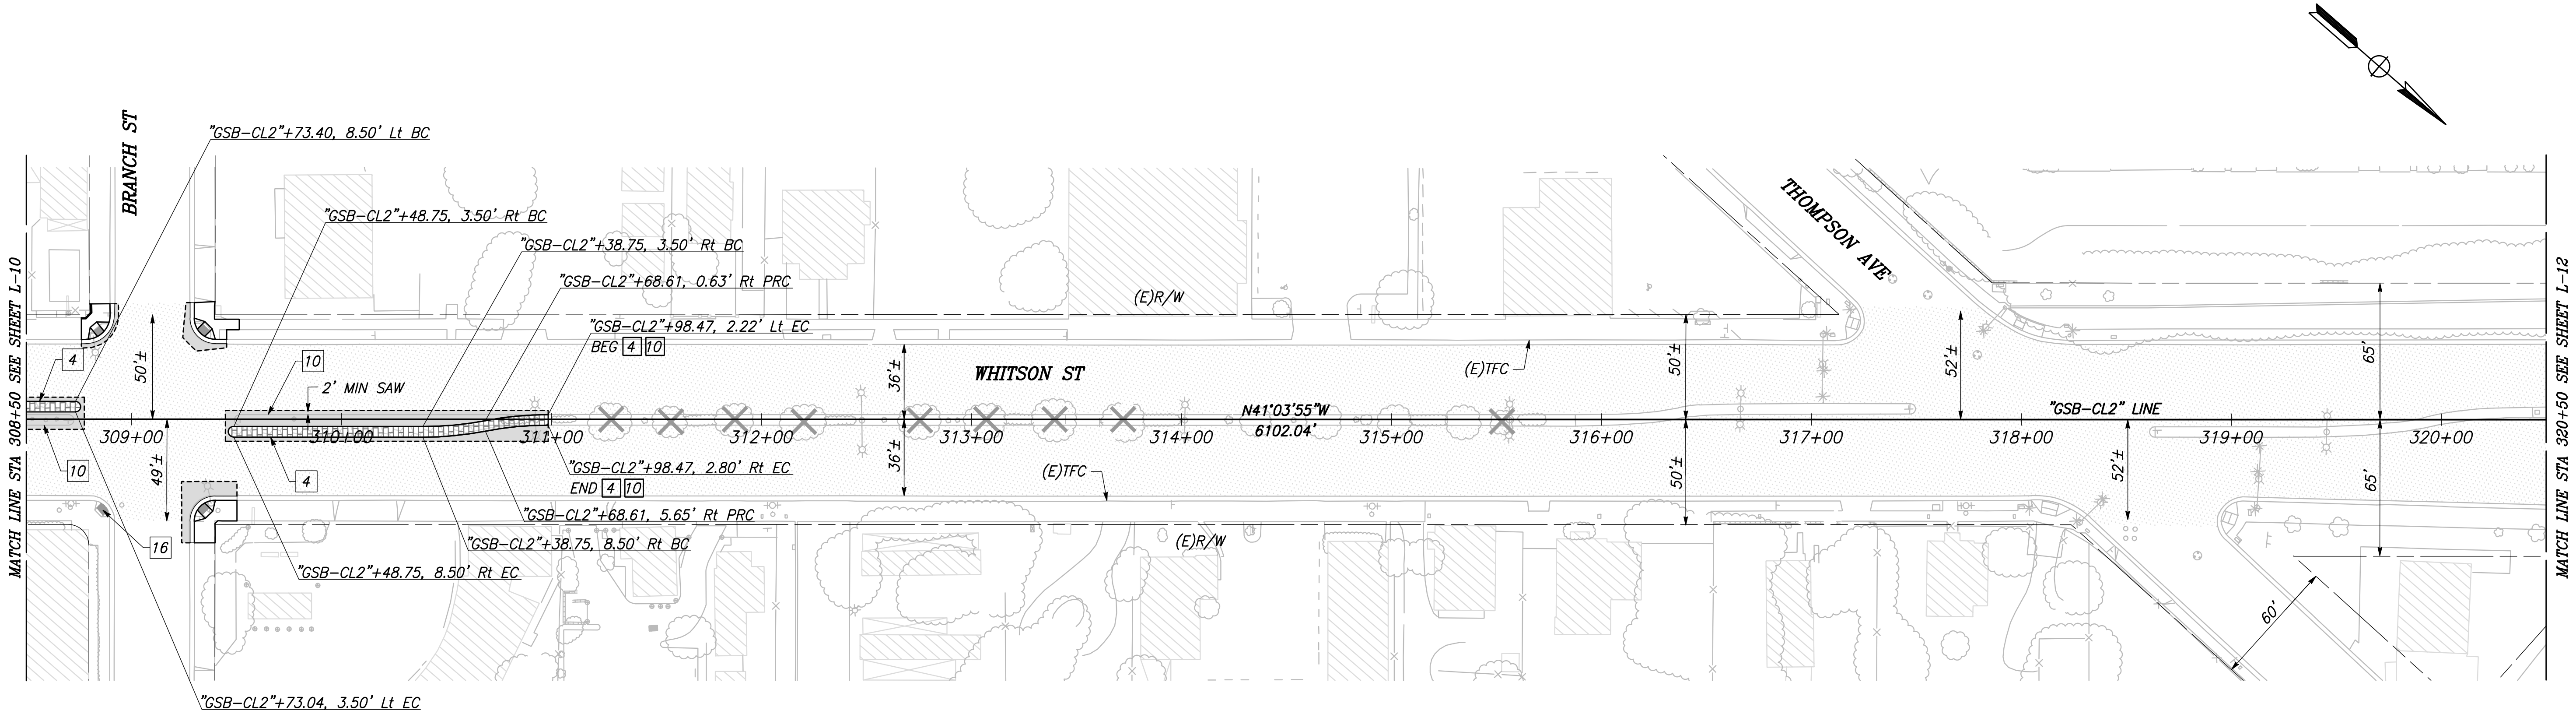 "GSB-CL2"+73.40, 8.50' Lt BC
BRANCH ST
"GSB-CL2"+48.75, 3.50' Rt BC
"GSB-CL2"+38.75, 3.50' Rt BC
"GSB-CL2"+68.61, 0.63' Rt PRC
"GSB-CL2"+98.47, 2.22' Lt EC
BEG 4 10
THOMPSON AVE
(E)R/W
MATCH LINE STA 308+50 SEE SHEET L-10
4
50'±
10
2' MIN SAW
36'±
WHITSON ST
(E)TFC
50'±
52'±
65'
MATCH LINE STA 320+50 SEE SHEET L-12
N41°03'55"W
6102.04'
"GSB-CL2" LINE
309+00
310+00
311+00
312+00
313+00
314+00
315+00
316+00
317+00
318+00
319+00
320+00
10
49'±
4
36'±
(E)TFC
50'±
52'±
65'
"GSB-CL2"+98.47, 2.80' Rt EC
END 4 10
"GSB-CL2"+68.61, 5.65' Rt PRC
16
"GSB-CL2"+38.75, 8.50' Rt BC
(E)R/W
"GSB-CL2"+48.75, 8.50' Rt EC
60'
"GSB-CL2"+73.04, 3.50' Lt EC